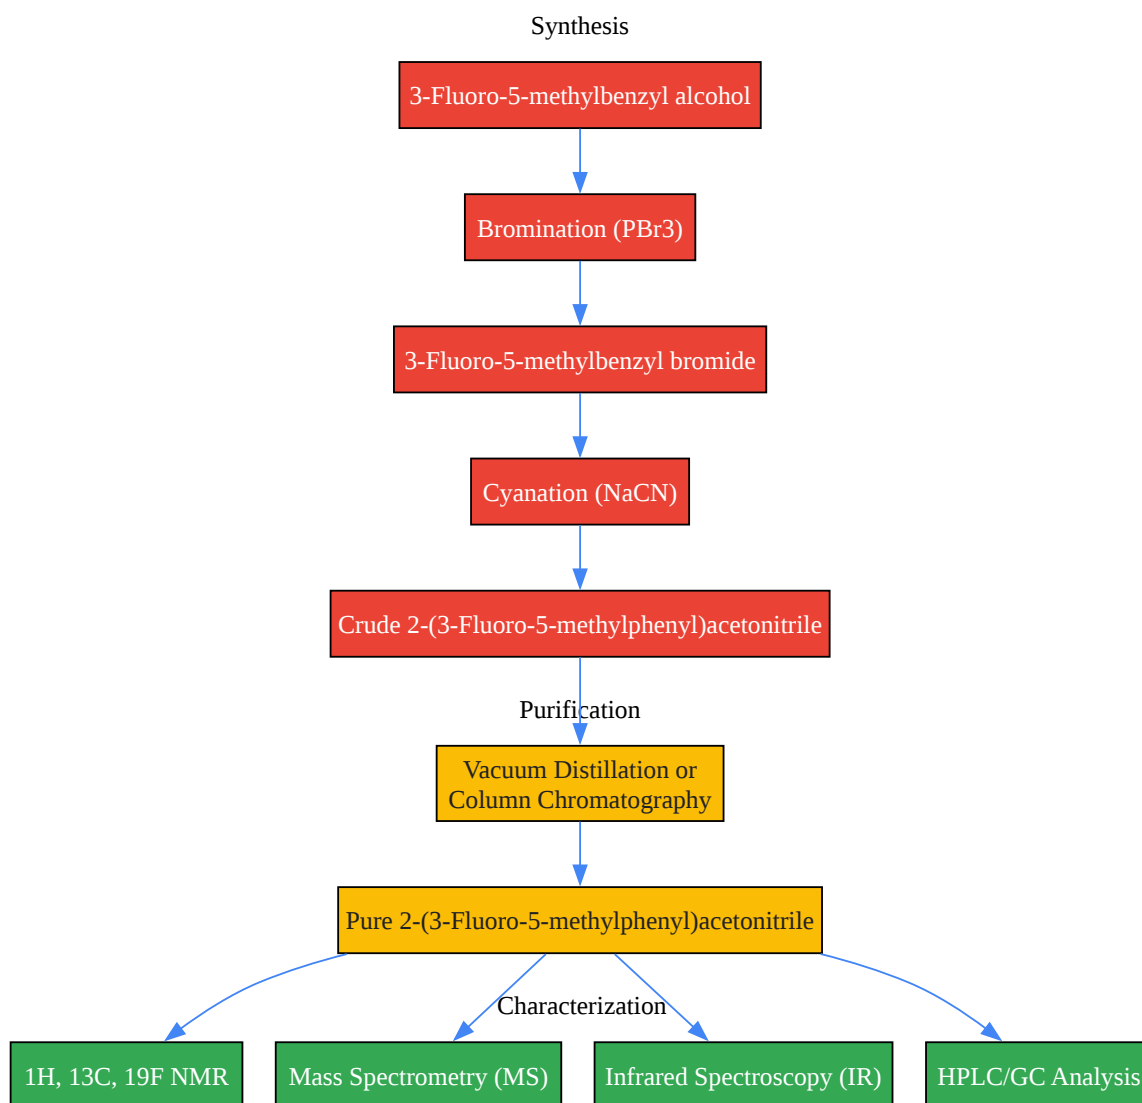 Synthesis
3-Fluoro-5-methylbenzyl alcohol
Bromination (PBr3)
3-Fluoro-5-methylbenzyl bromide
Cyanation (NaCN)
Crude 2-(3-Fluoro-5-methylphenyl)acetonitrile
Purification
Vacuum Distillation or
Column Chromatography
Pure 2-(3-Fluoro-5-methylphenyl)acetonitrile
Characterization
1H, 13C, 19F NMR
Mass Spectrometry (MS)
Infrared Spectroscopy (IR)
HPLC/GC Analysis